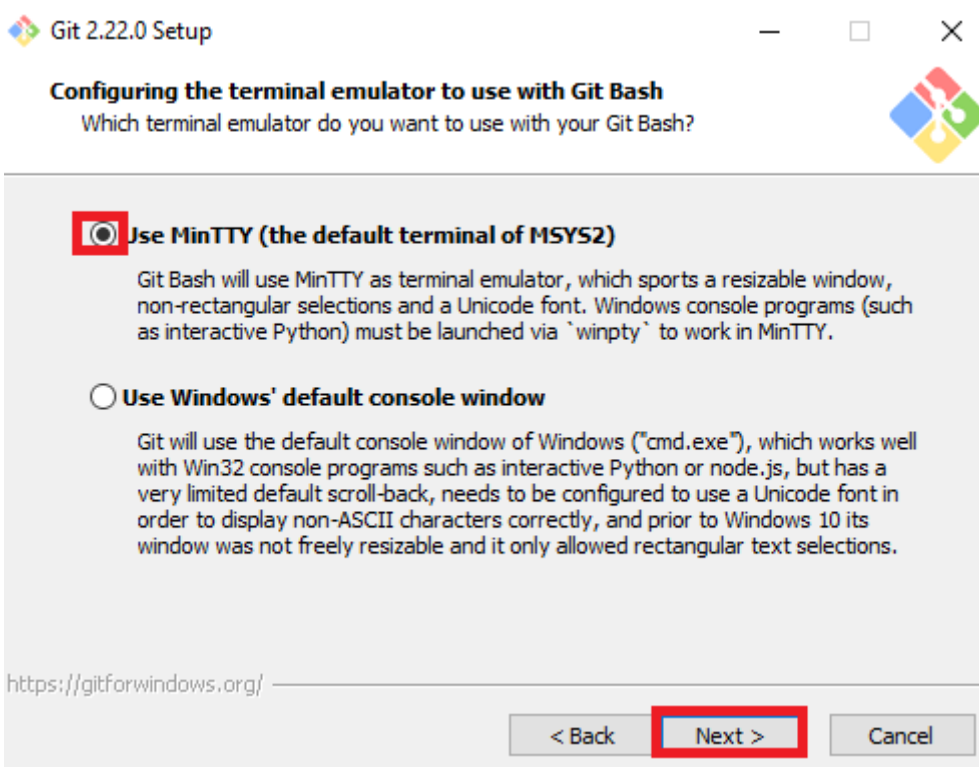 Git 2.22.0 Setup
Configuring the terminal emulator to use with Git Bash
Which terminal emulator do you want to use with your Git Bash?
Use MinTTY (the default terminal of MSYS2)
Git Bash will use MinTTY as terminal emulator, which sports a resizable window,
non-rectangular selections and a Unicode font. Windows console programs (such
as interactive Python) must be launched via `winpty` to work in MinTTY.
Use Windows' default console window
Git will use the default console window of Windows ("cmd.exe"), which works well
with Win32 console programs such as interactive Python or node.js, but has a
very limited default scroll-back, needs to be configured to use a Unicode font in
order to display non-ASCII characters correctly, and prior to Windows 10 its
window was not freely resizable and it only allowed rectangular text selections.
https://gitforwindows.org/
< Back
Next >
Cancel